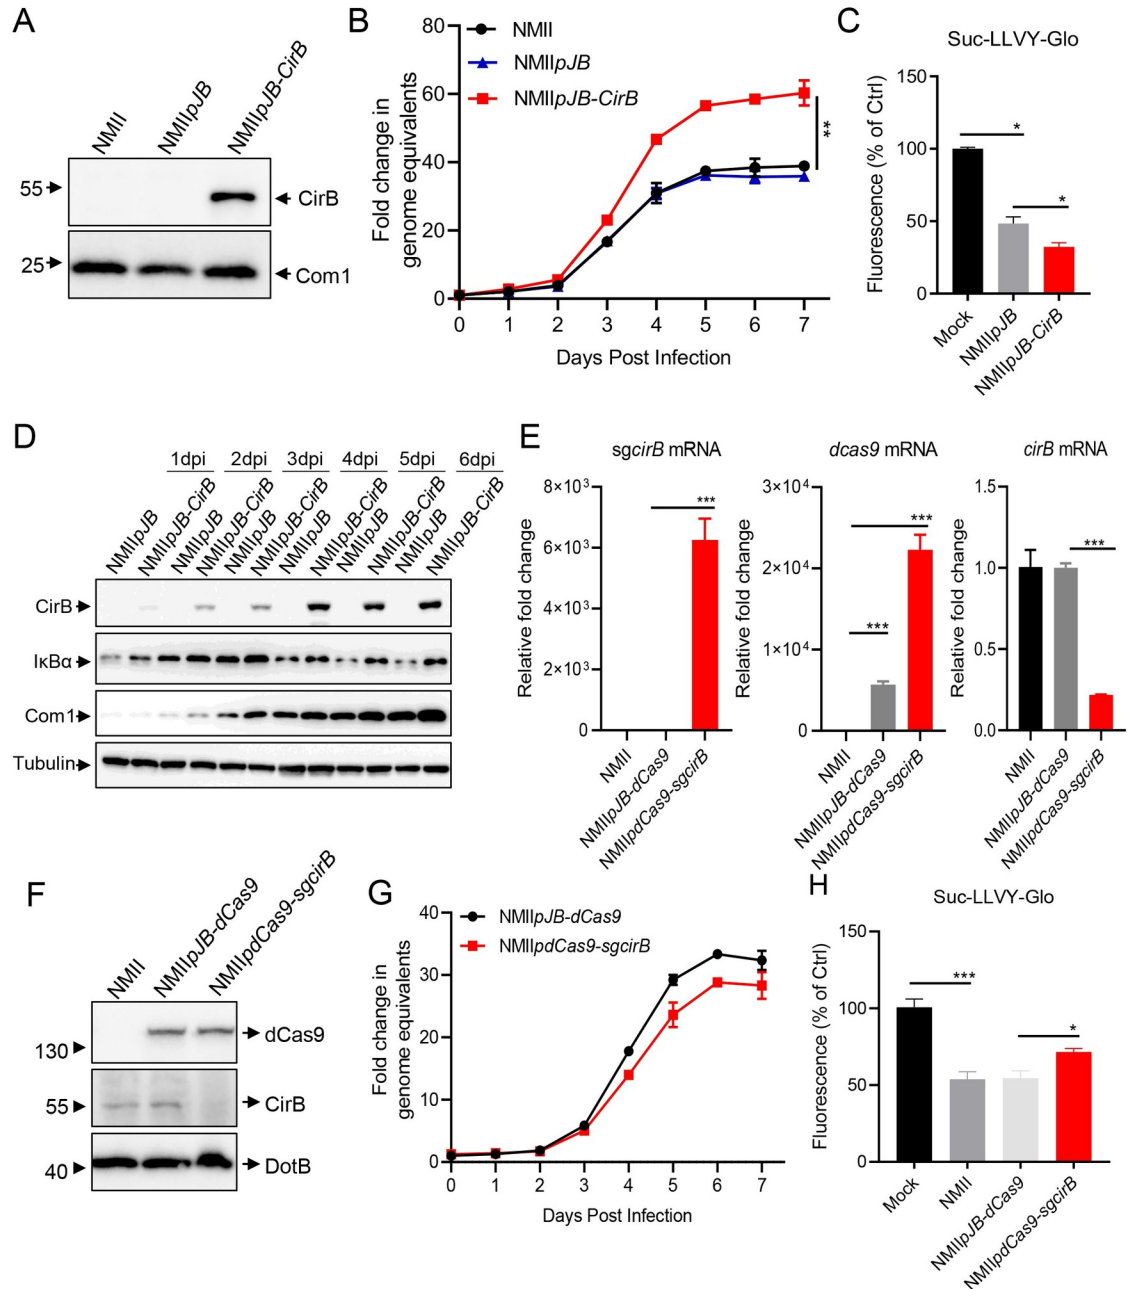 A
NMII
NMIIpJB
NMIIpJB-CirB
55
CirB
25
Com1
B
NMII
NMIIpJB
NMIIpJB-CirB
Fold change in
genome equivalents
80
60
40
20
0
**
0 1 2 3 4 5 6 7
Days Post Infection
C
Suc-LLVY-Glo
Fluorescence (% of Ctrl)
150
100
50
0
*
*
Mock
NMIIpJB
NMIIpJB-CirB
D
1dpi 2dpi 3dpi 4dpi 5dpi 6dpi
NMIIpJB
NMIIpJB-CirB
NMIIpJB
NMIIpJB-CirB
NMIIpJB
NMIIpJB-CirB
NMIIpJB
NMIIpJB-CirB
NMIIpJB
NMIIpJB-CirB
NMIIpJB
NMIIpJB-CirB
CirB
IκBα
Com1
Tubulin
E
sgcirB mRNA
Relative fold change
8×10³
6×10³
4×10³
2×10³
0
***
NMII
NMIIpJB-dCas9
NMIIpdCas9-sgcirB
dcas9 mRNA
Relative fold change
3×10⁴
2×10⁴
1×10⁴
0
***
***
NMII
NMIIpJB-dCas9
NMIIpdCas9-sgcirB
cirB mRNA
Relative fold change
1.5
1.0
0.5
0.0
***
NMII
NMIIpJB-dCas9
NMIIpdCas9-sgcirB
F
NMII
NMIIpJB-dCas9
NMIIpdCas9-sgcirB
130
dCas9
55
CirB
40
DotB
G
NMIIpJB-dCas9
NMIIpdCas9-sgcirB
Fold change in
genome equivalents
40
30
20
10
0
0 1 2 3 4 5 6 7
Days Post Infection
H
Suc-LLVY-Glo
Fluorescence (% of Ctrl)
150
100
50
0
***
*
Mock
NMII
NMIIpJB-dCas9
NMIIpdCas9-sgcirB